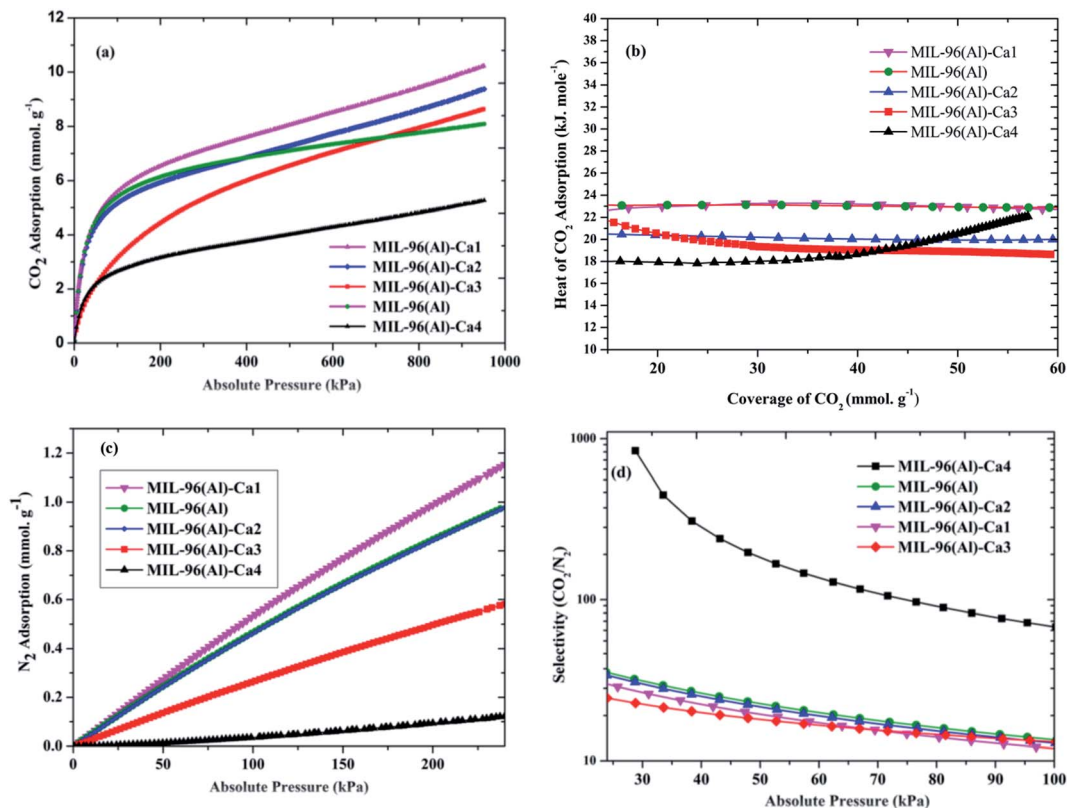 (a)
12
10
8
6
4
2
0
CO2 Adsorption (mmol. g-1)
MIL-96(Al)-Ca1
MIL-96(Al)-Ca2
MIL-96(Al)-Ca3
MIL-96(Al)
MIL-96(Al)-Ca4
0 200 400 600 800 1000
Absolute Pressure (kPa)
(b)
40
38
36
34
32
30
28
26
24
22
20
18
16
14
12
10
Heat of CO2 Adsorption (kJ. mole-1)
MIL-96(Al)-Ca1
MIL-96(Al)
MIL-96(Al)-Ca2
MIL-96(Al)-Ca3
MIL-96(Al)-Ca4
20 30 40 50 60
Coverage of CO2 (mmol. g-1)
(c)
1.2
1.0
0.8
0.6
0.4
0.2
0.0
N2 Adsorption (mmol. g-1)
MIL-96(Al)-Ca1
MIL-96(Al)
MIL-96(Al)-Ca2
MIL-96(Al)-Ca3
MIL-96(Al)-Ca4
0 50 100 150 200
Absolute Pressure (kPa)
(d)
1000
100
10
Selectivity (CO2/N2)
MIL-96(Al)-Ca4
MIL-96(Al)
MIL-96(Al)-Ca2
MIL-96(Al)-Ca1
MIL-96(Al)-Ca3
30 40 50 60 70 80 90 100
Absolute Pressure (kPa)